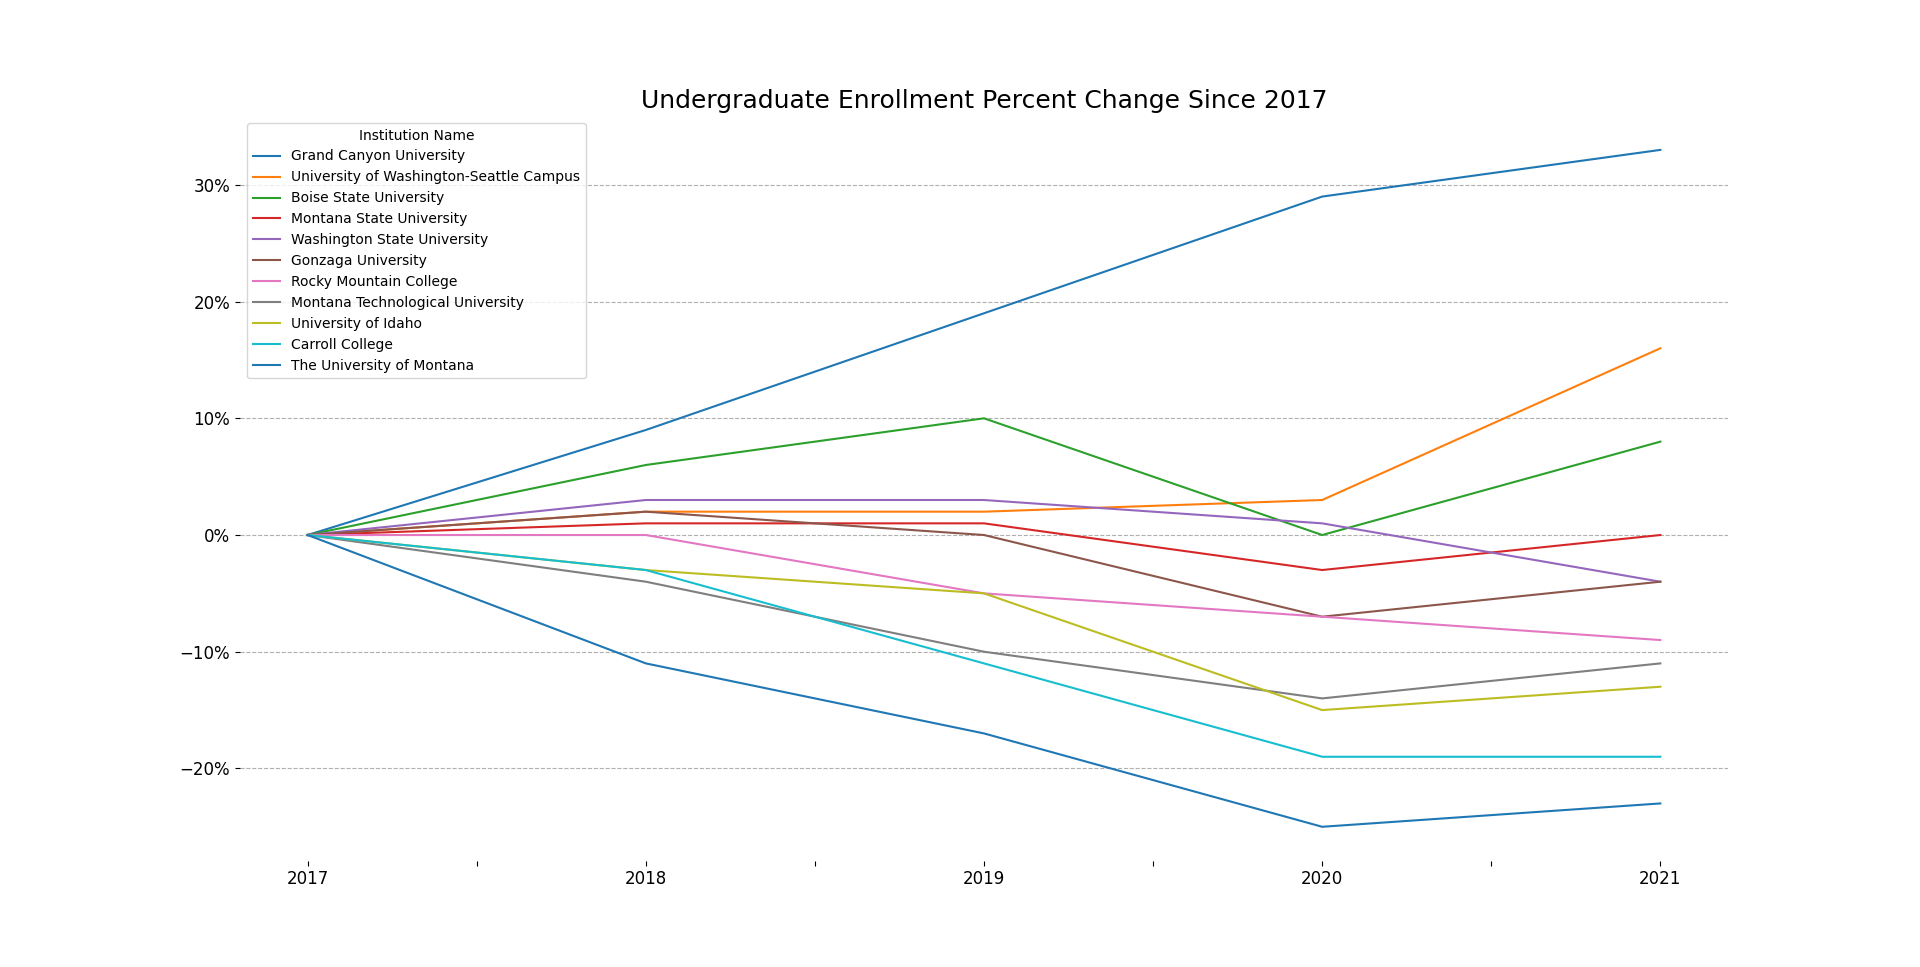 Undergraduate Enrollment Percent Change Since 2017
Institution Name
Grand Canyon University
University of Washington-Seattle Campus
Boise State University
Montana State University
Washington State University
Gonzaga University
Rocky Mountain College
Montana Technological University
University of Idaho
Carroll College
The University of Montana
30%
20%
10%
0%
−10%
−20%
2017 2018 2019 2020 2021